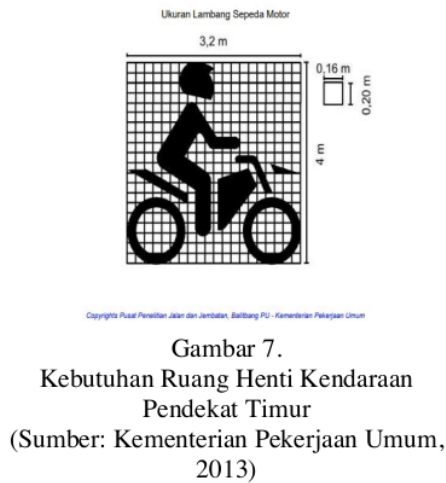 Ukuran Lambang Sepeda Motor
3,2 m
0,16 m
0,20 m
4 m
Copyrights Pusat Penelitian Jalan dan Jembatan, Balitbang PU - Kementerian Pekerjaan Umum
Gambar 7.
Kebutuhan Ruang Henti Kendaraan
Pendekat Timur
(Sumber: Kementerian Pekerjaan Umum,
2013)